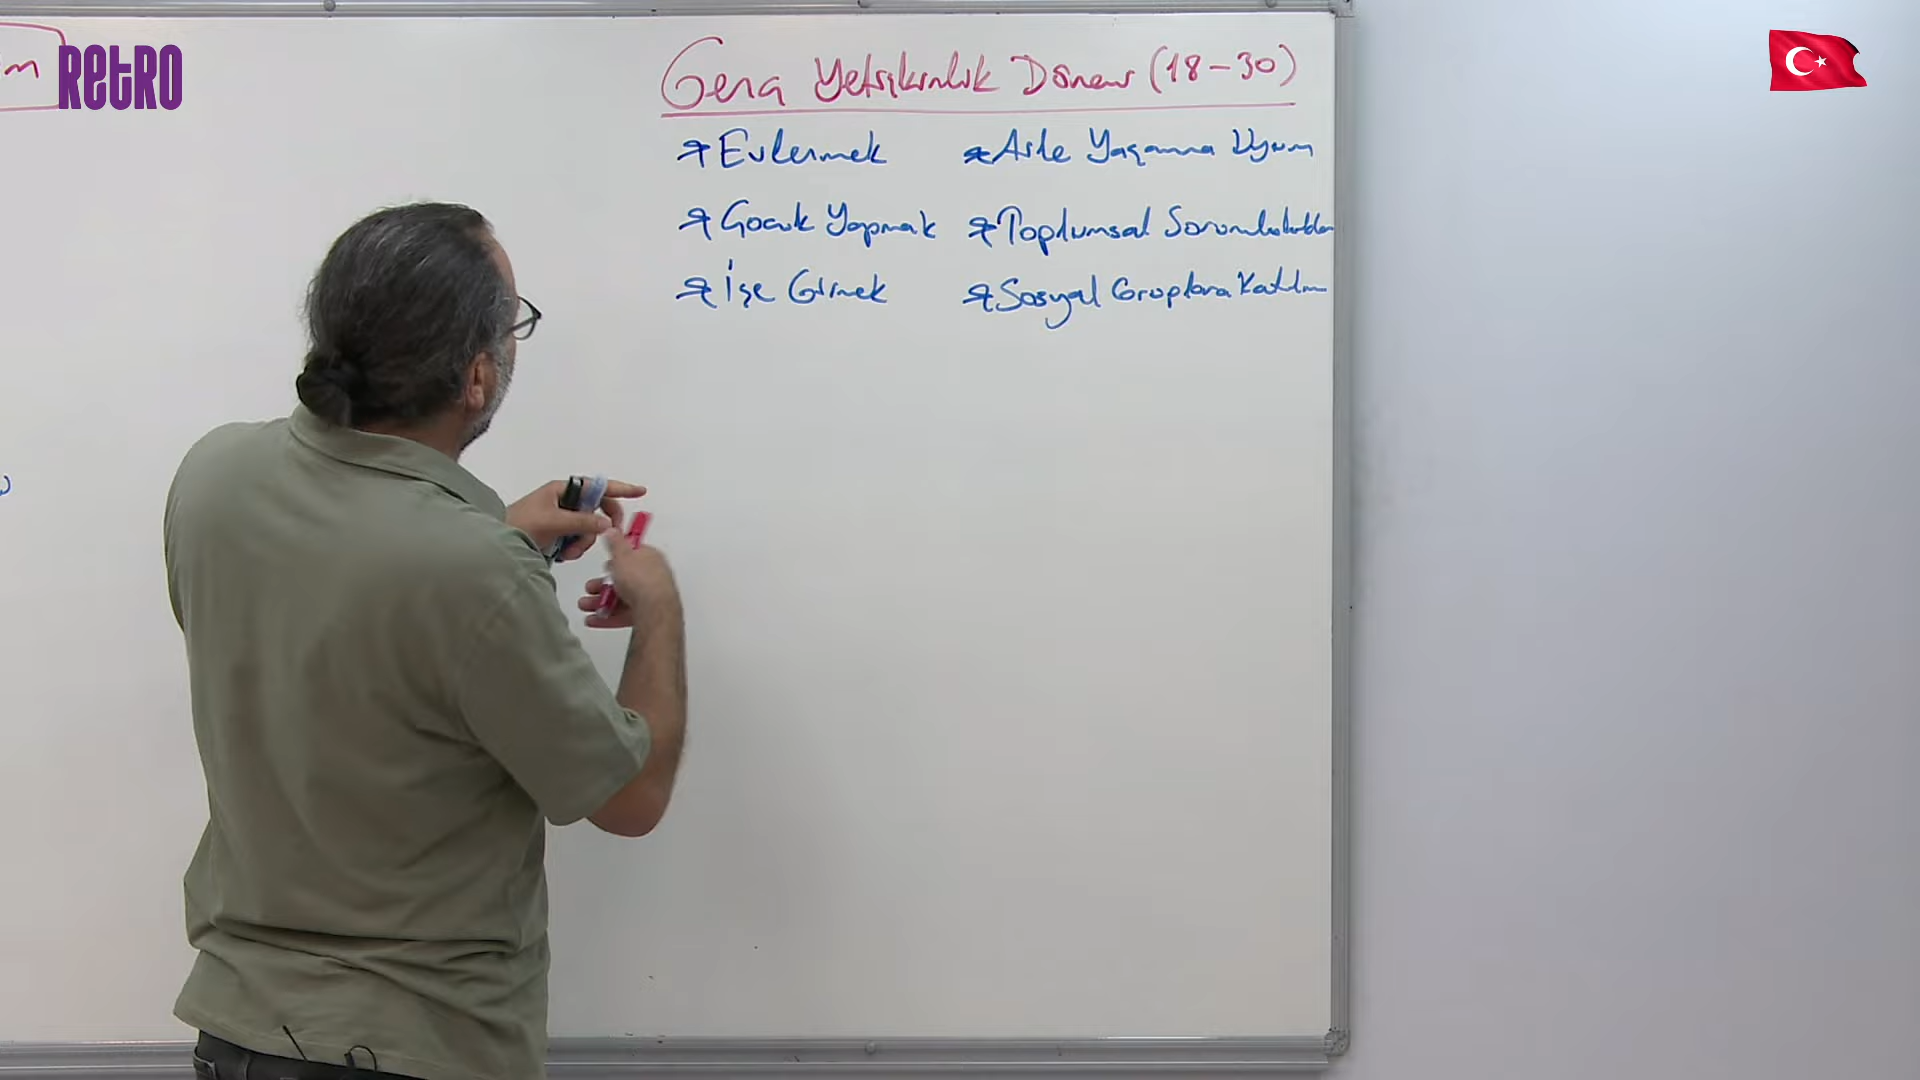 RETRO
Genç Yetişkinlik Dönemi (18-30)
* Evlenmek
* Çocuk Yapmak
* İşe Girmek
* Aile Yaşamına Uyum
* Toplumsal Sorumluluklar
* Sosyal Gruplara Katılım